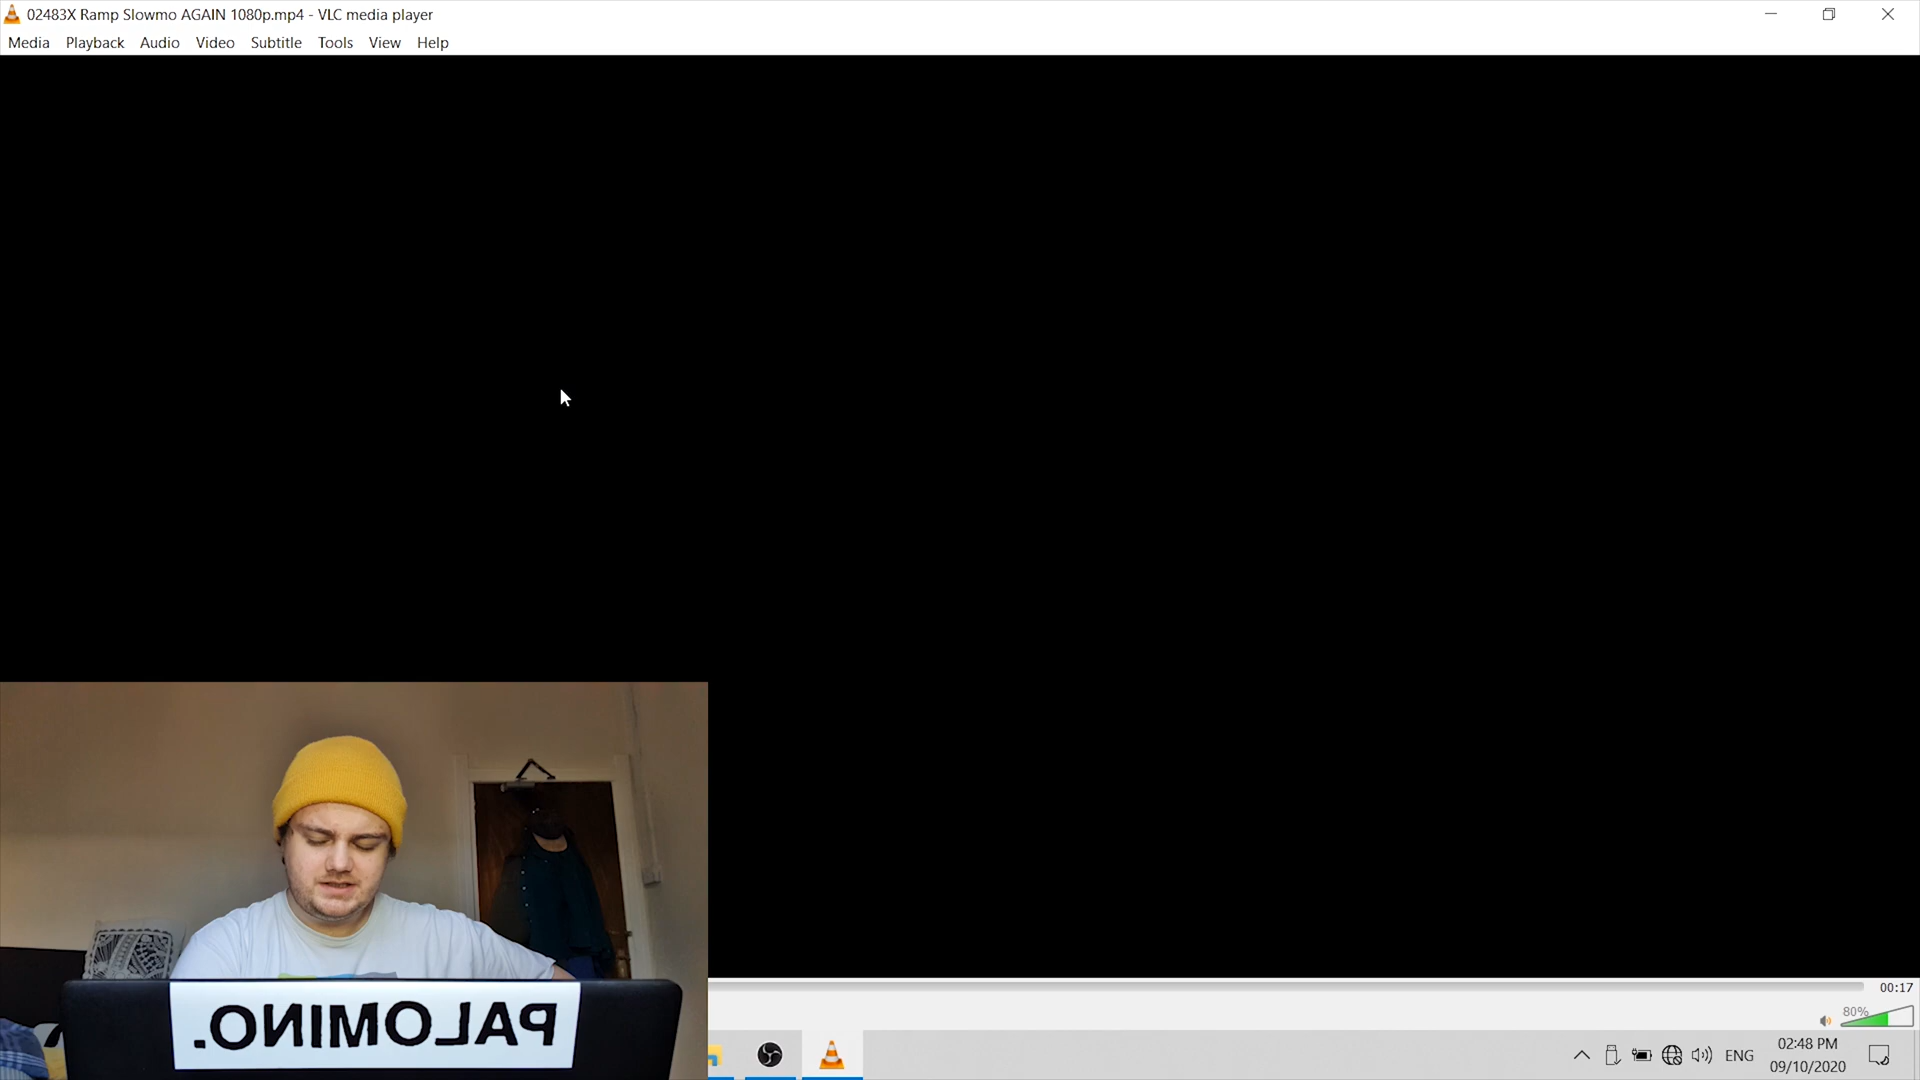 02483X Ramp Slowmo AGAIN 1080p.mp4 - VLC media player
Media Playback Audio Video Subtitle Tools View Help
PALOMINO.
00:17
80%
ENG
02:48 PM
09/10/2020